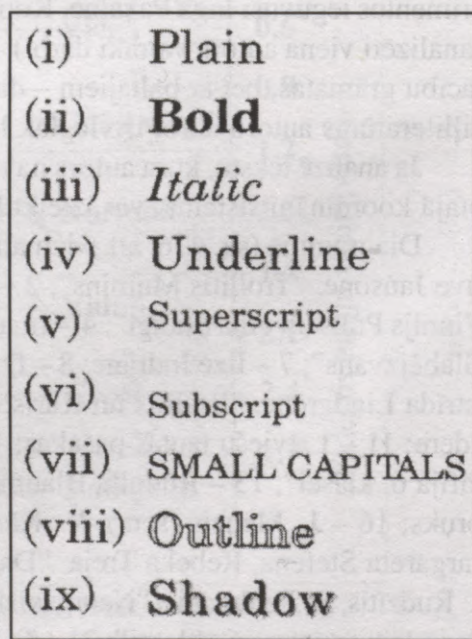 (i) Plain
(ii) Bold
(iii) Italic
(iv) Underline
(v) Superscript
(vi) Subscript
(vii) SMALL CAPITALS
(viii) Outline
(ix) Shadow